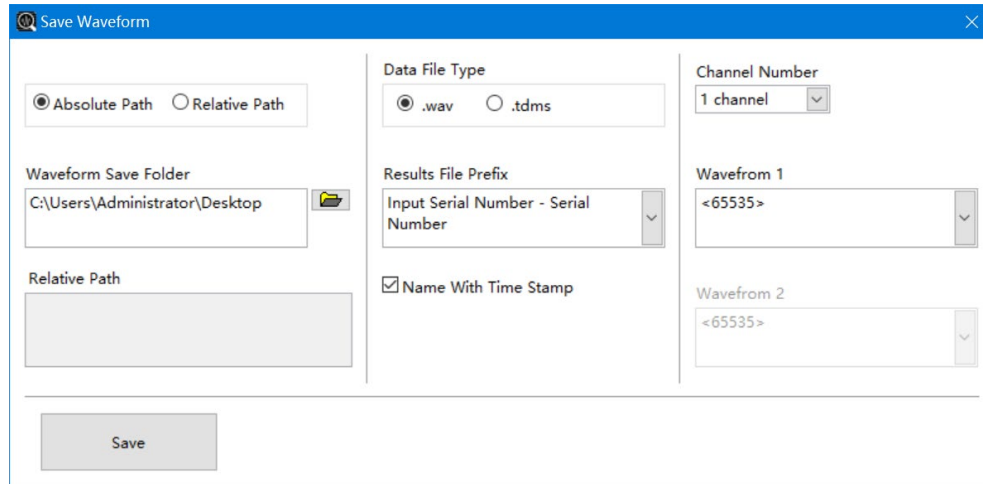 Save Waveform
Absolute Path
Relative Path
Waveform Save Folder
C:\Users\Administrator\Desktop
Relative Path
Data File Type
.wav
.tdms
Results File Prefix
Input Serial Number - Serial
Number
Name With Time Stamp
Channel Number
1 channel
Wavefrom 1
<65535>
Wavefrom 2
<65535>
Save